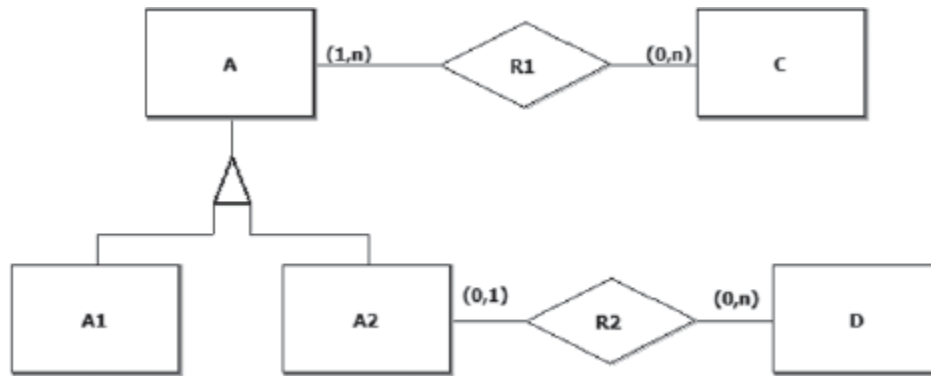 A (1,n) R1 (0,n) C
A1 A2 (0,1) R2 (0,n) D